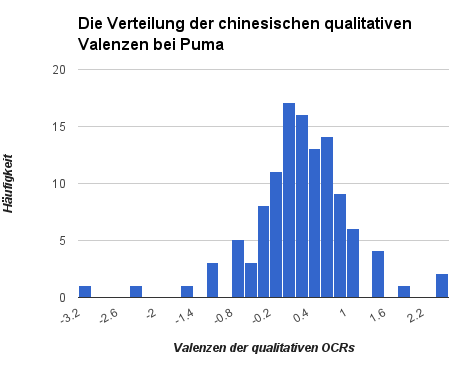 Die Verteilung der chinesischen qualitativen
Valenzen bei Puma
20
15
10
5
0
Häufigkeit
-3.2 -2.6 -2 -1.4 -0.8 -0.2 0.4 1 1.6 2.2
Valenzen der qualitativen OCRs